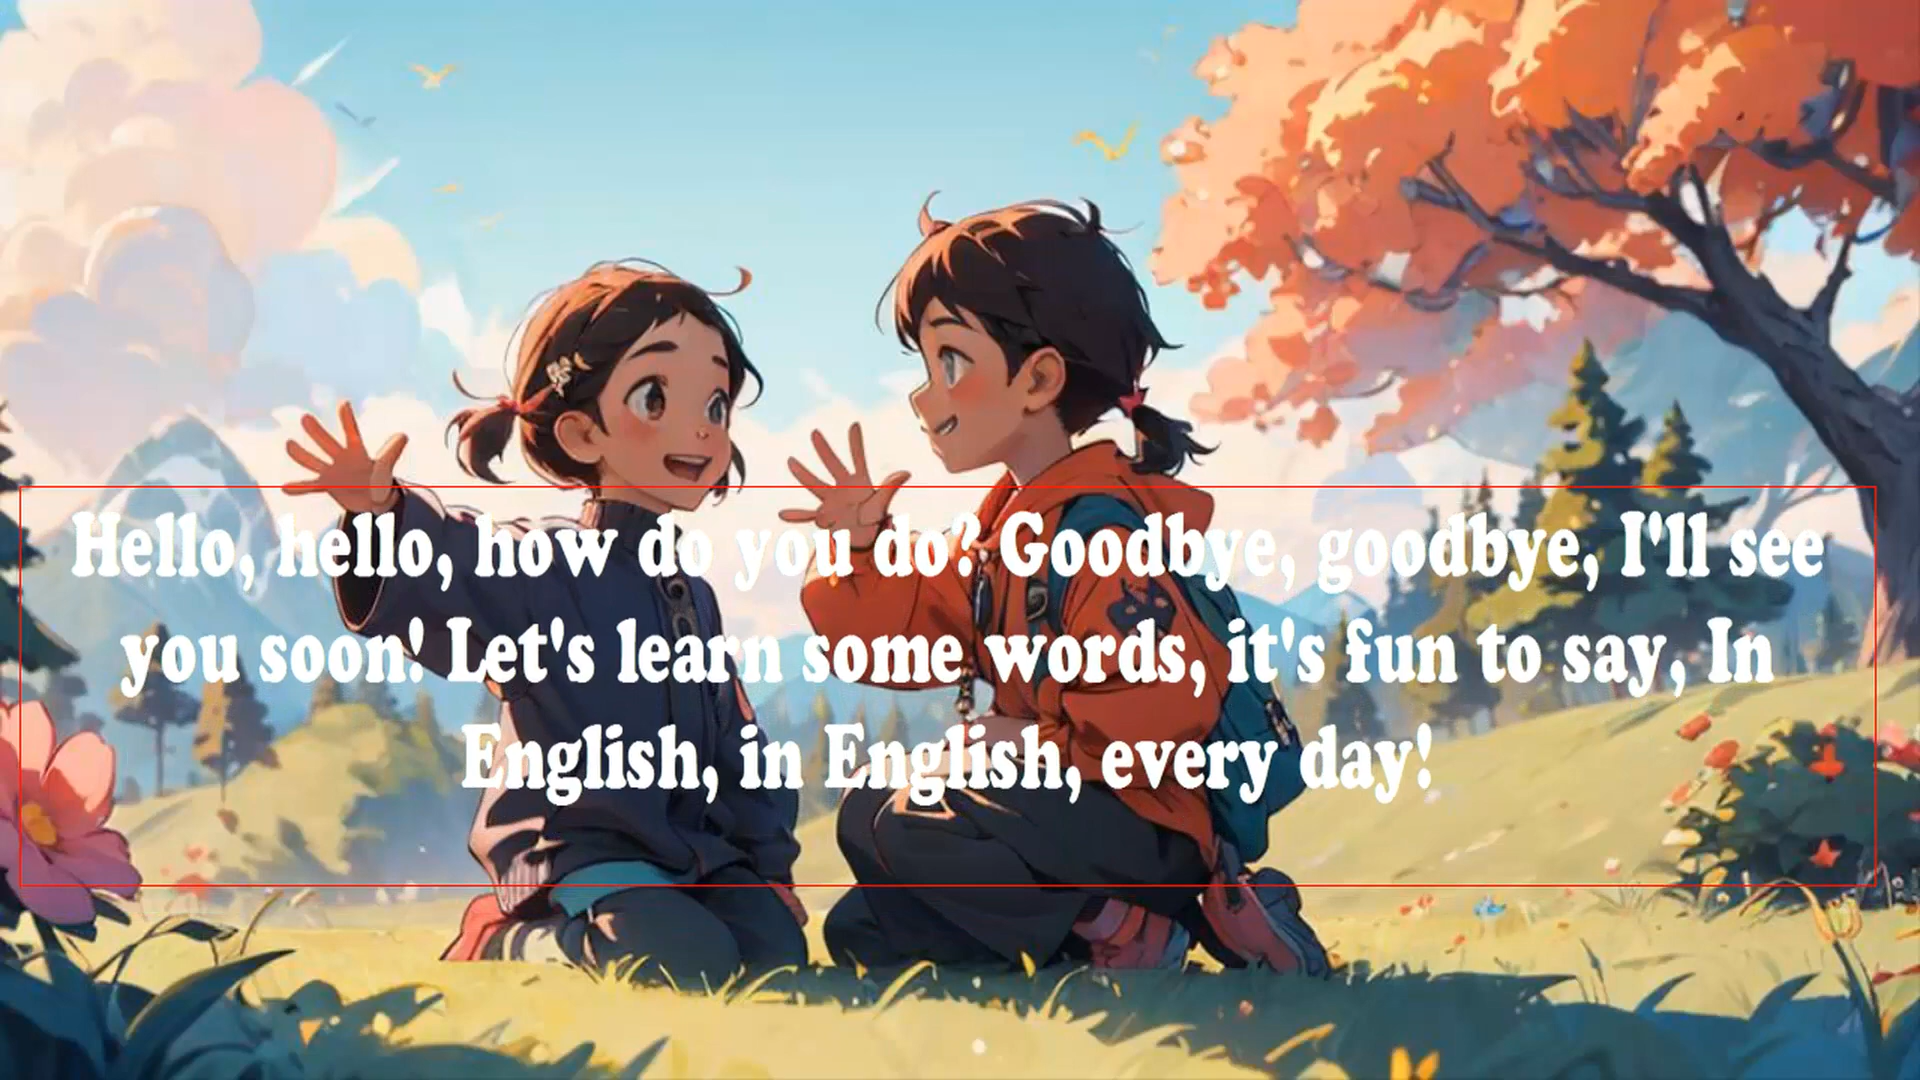 Hello, hello, how do you do? Goodbye, goodbye, I'll see
you soon! Let's learn some words, it's fun to say, In
English, in English, every day!